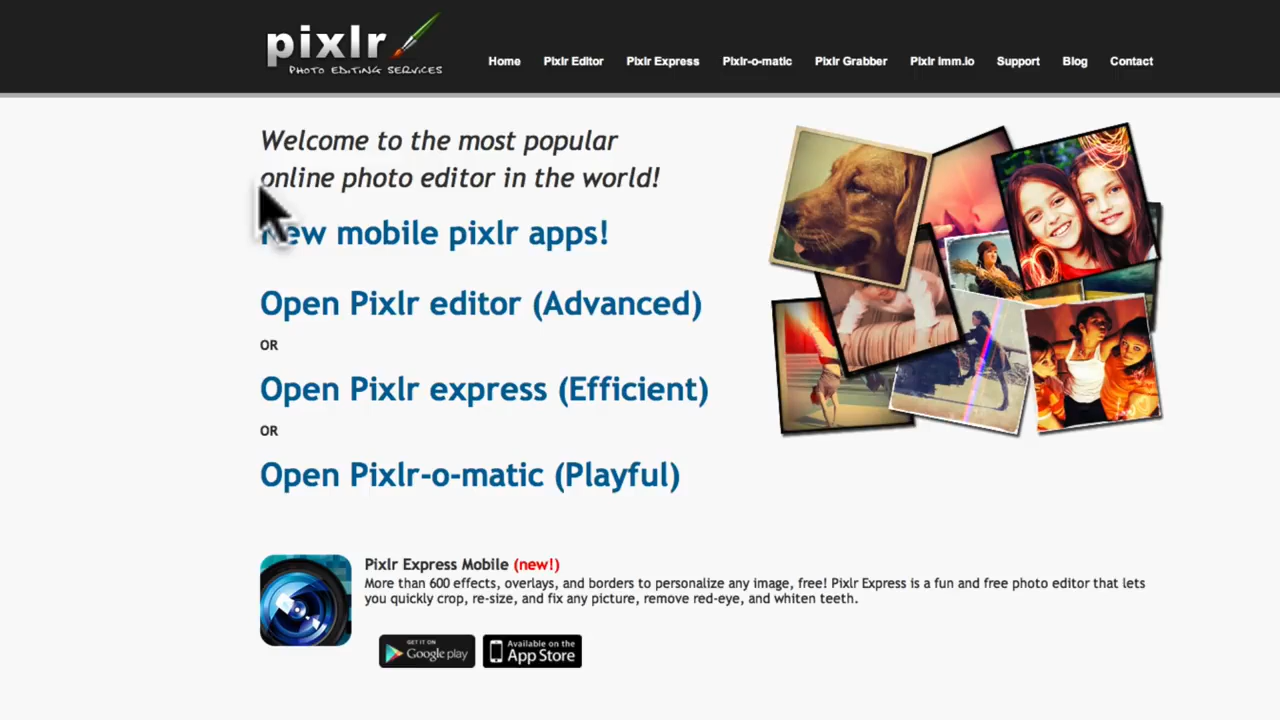 pixlr
PHOTO EDITING SERVICES
Home Pixlr Editor Pixlr Express Pixlr-o-matic Pixlr Grabber Pixlr Imm.io Support Blog Contact
Welcome to the most popular
online photo editor in the world!
New mobile pixlr apps!
Open Pixlr editor (Advanced)
OR
Open Pixlr express (Efficient)
OR
Open Pixlr-o-matic (Playful)
Pixlr Express Mobile (new!)
More than 600 effects, overlays, and borders to personalize any image, free! Pixlr Express is a fun and free photo editor that lets
you quickly crop, re-size, and fix any picture, remove red-eye, and whiten teeth.
GET IT ON
Google play
Available on the
App Store